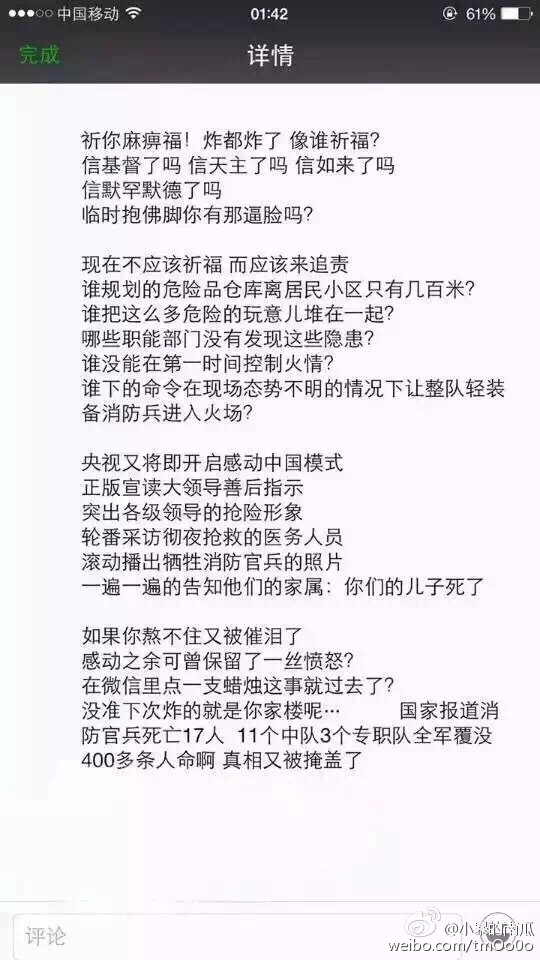 中国移动 01:42 61%
完成 详情
祈你麻痹福！炸都炸了 像谁祈福？
信基督了吗 信天主了吗 信如来了吗
信默罕默德了吗
临时抱佛脚你有那逼脸吗？
现在不应该祈福 而应该来追责
谁规划的危险品仓库离居民小区只有几百米？
谁把这么多危险的玩意儿堆在一起？
哪些职能部门没有发现这些隐患？
谁没能在第一时间控制火情？
谁下的命令在现场态势不明的情况下让整队轻装
备消防兵进入火场？
央视又将即开启感动中国模式
正版宣读大领导善后指示
突出各级领导的抢险形象
轮番采访彻夜抢救的医务人员
滚动播出牺牲消防官兵的照片
一遍一遍的告知他们的家属：你们的儿子死了
如果你熬不住又被催泪了
感动之余可曾保留了一丝愤怒？
在微信里点一支蜡烛这事就过去了？
没准下次炸的就是你家楼呢… 国家报道消
防官兵死亡17人 11个中队3个专职队全军覆没
400多条人命啊 真相又被掩盖了
评论
weibo.com/tm0o0o